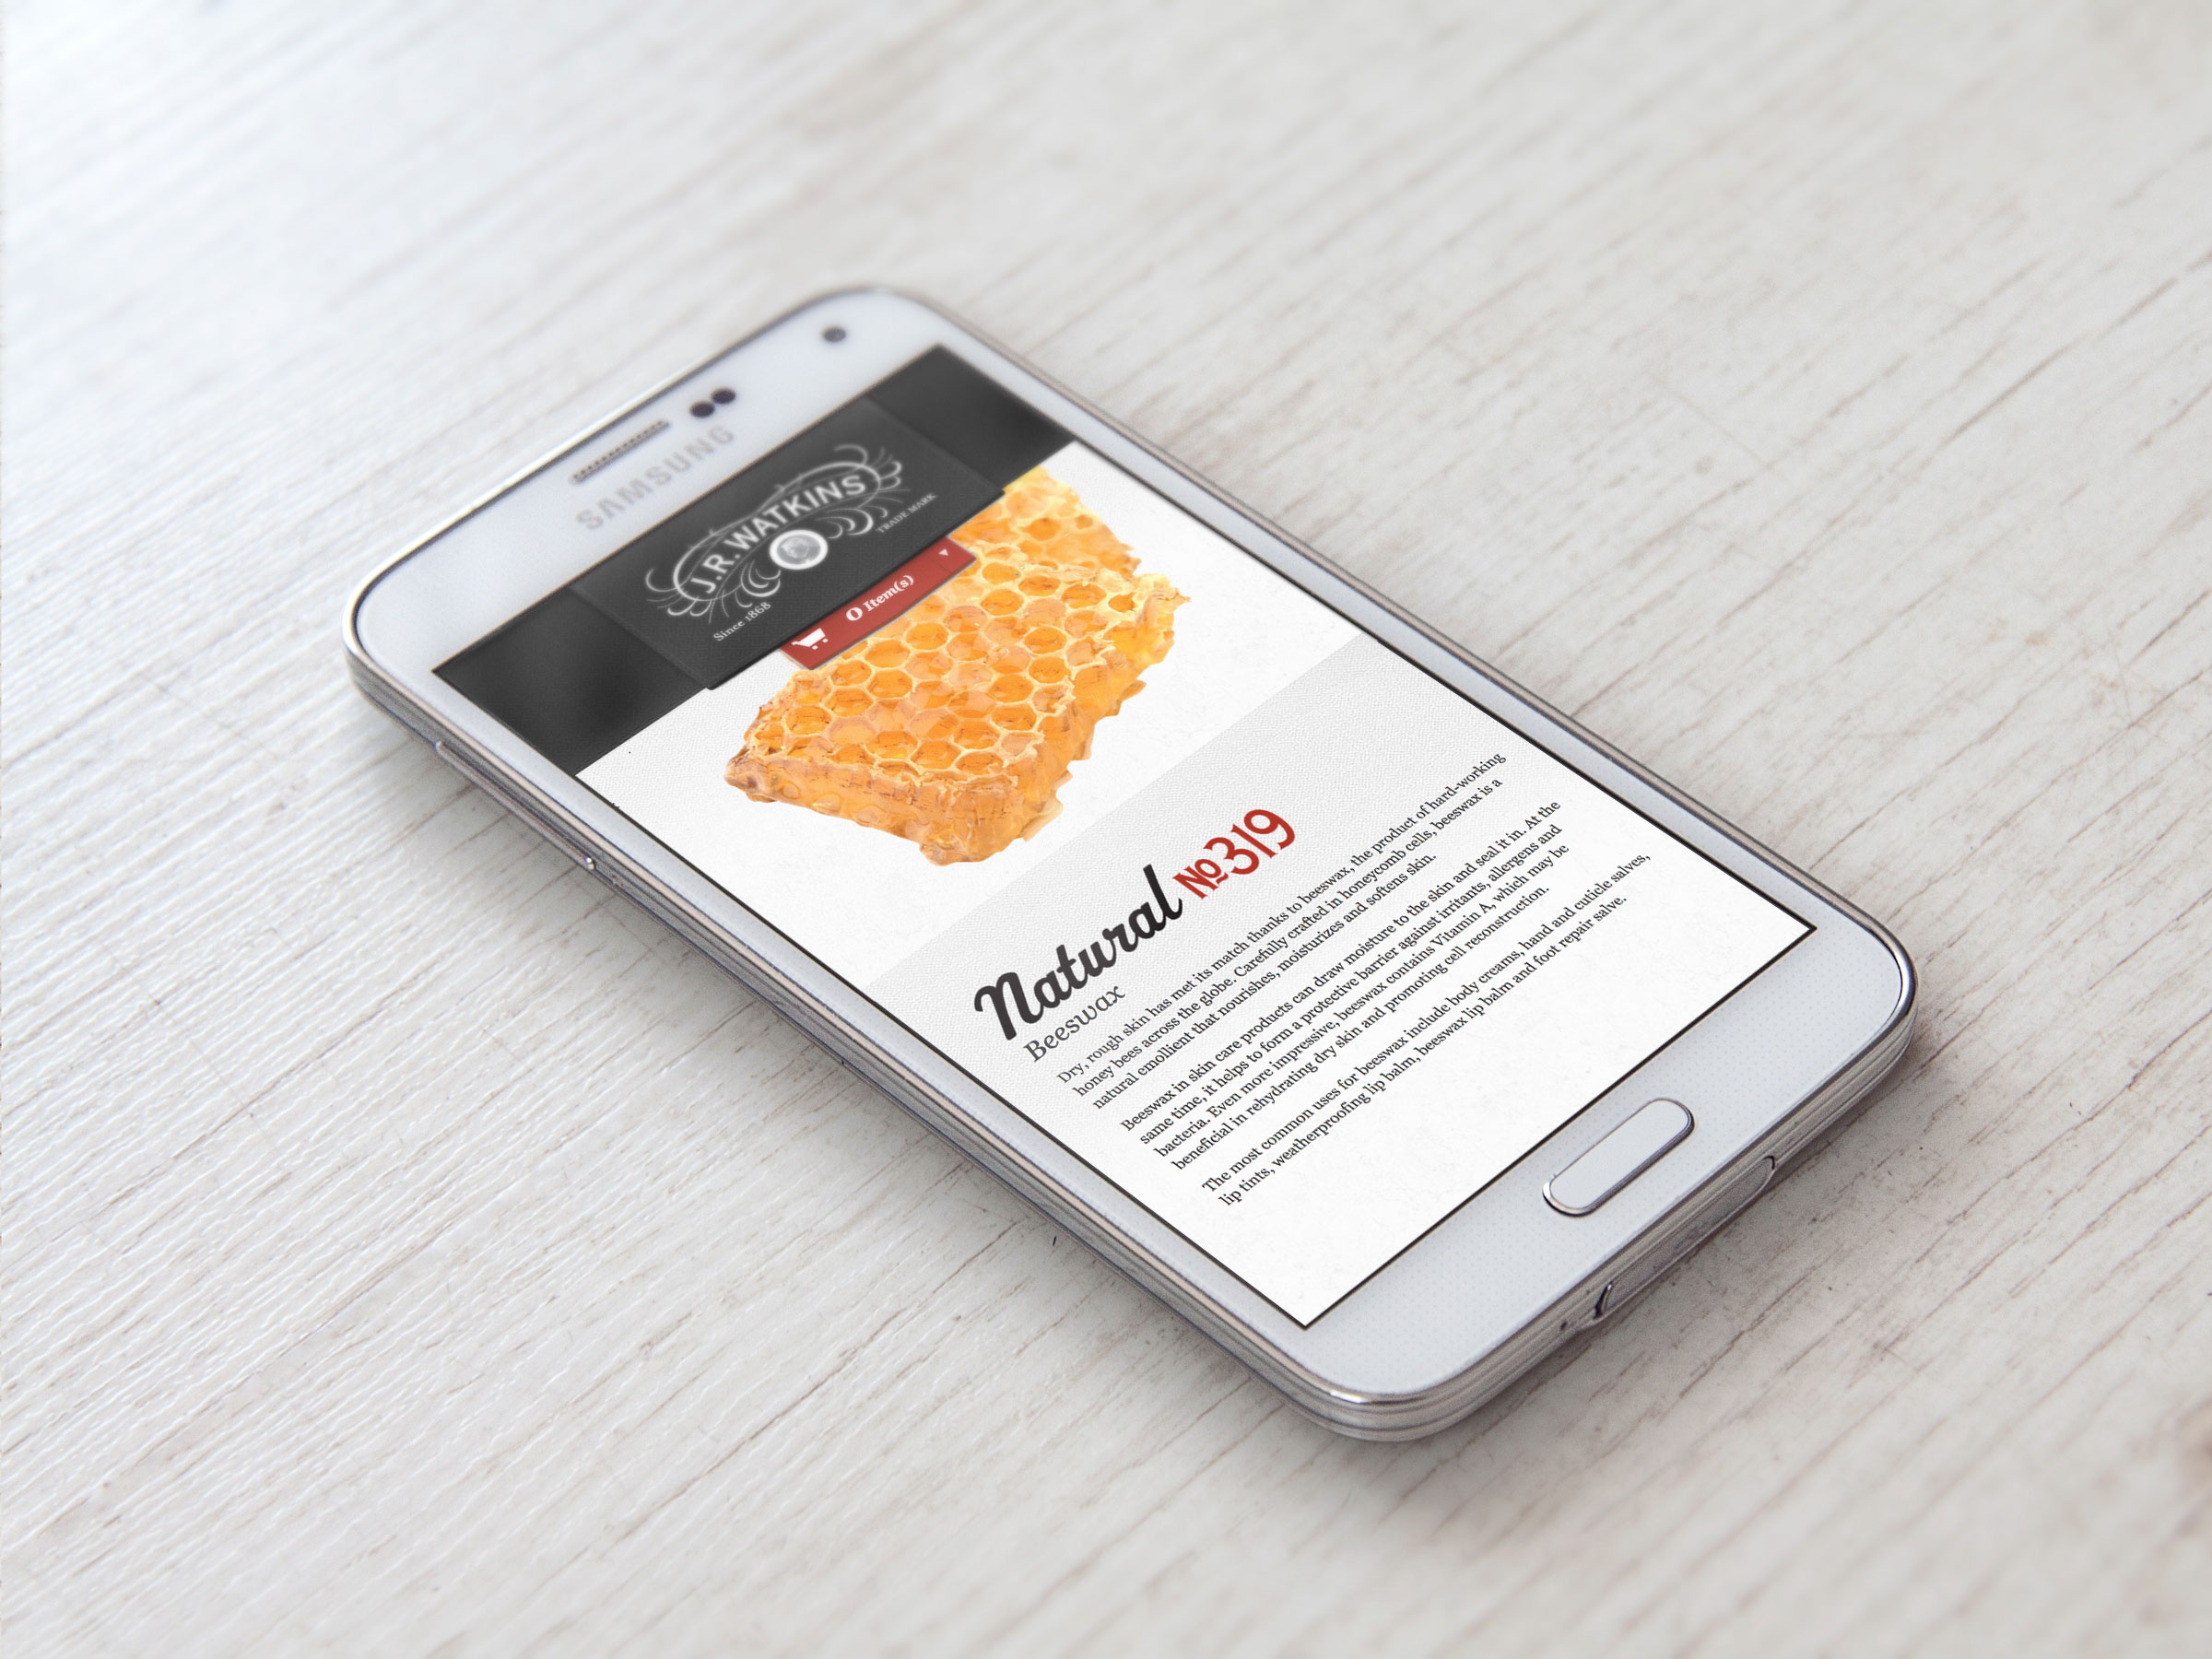 SAMSUNG
J.R. WATKINS
Since 1868
TRADE MARK
0 Item(s)
Natural №319
Beeswax
Dry, rough skin has met its match thanks to beeswax, the product of hard-working
honey bees across the globe. Carefully crafted in honeycomb cells, beeswax is a
natural emollient that nourishes, moisturizes and softens skin.
Beeswax in skin care products can draw moisture to the skin and seal it in. At the
same time, it helps to form a protective barrier against irritants, allergens and
bacteria. Even more impressive, beeswax contains Vitamin A, which may be
beneficial in rehydrating dry skin and promoting cell reconstruction.
The most common uses for beeswax include body creams, hand and cuticle salves,
lip tints, weatherproofing lip balm, beeswax lip balm and foot repair salve.